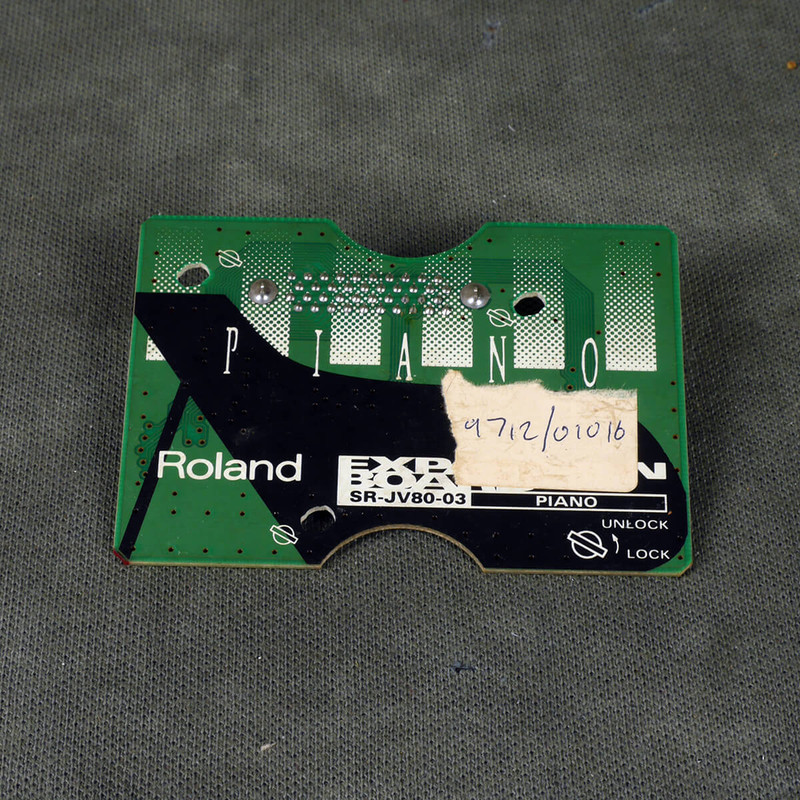 PIANO
9712/01016
Roland
EXP N
BOA
SR-JV80-03 PIANO
UNLOCK
LOCK